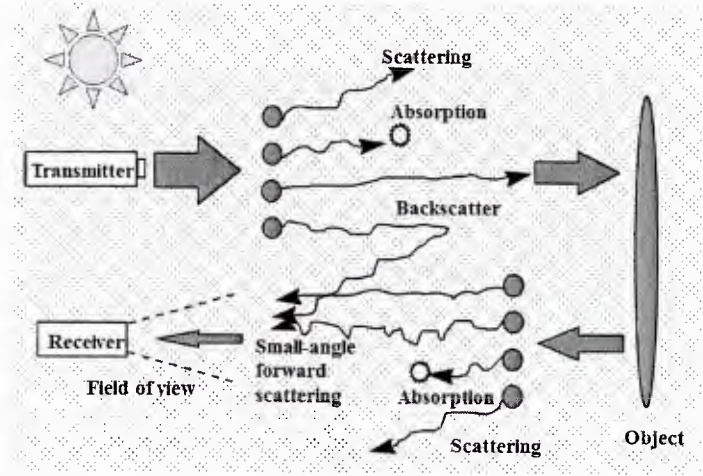 Scattering
Absorption
Transmitter
Backscatter
Receiver
Small-angle
forward
scattering
Field of view
Absorption
Scattering
Object